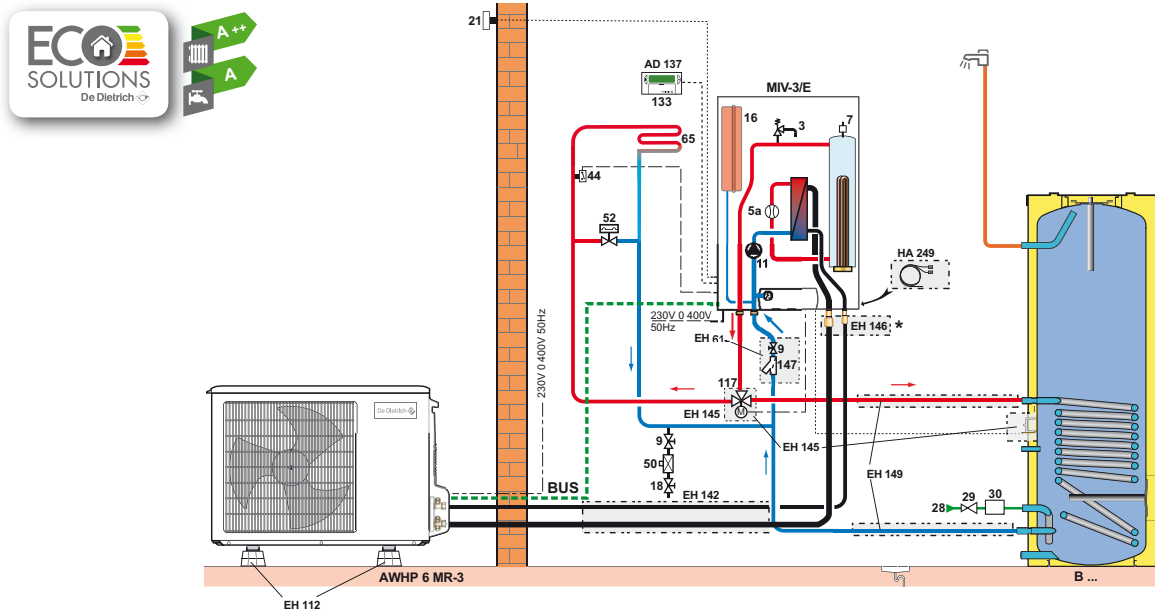 ECO
SOLUTIONS
De Dietrich
A ++
A
21
AD 137
133
MIV-3/E
16
3
7
65
44
5a
52
11
HA 249
230V 0 400V
50Hz
EH 61
EH 146 *
9
147
230V 0 400V 50Hz
117
M
EH 145
De Dietrich
EH 145
9
50
18
EH 142
EH 149
BUS
28
29
30
AWHP 6 MR-3
B ...
EH 112